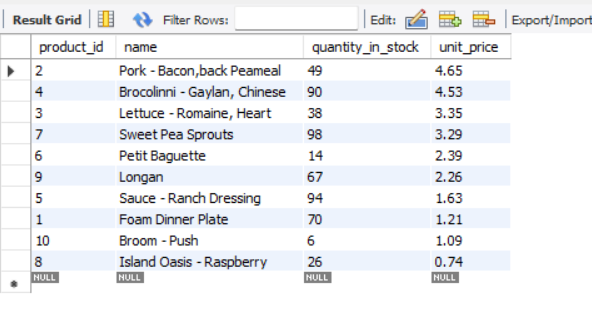 Result Grid Filter Rows: Edit: Export/Import
product_id name quantity_in_stock unit_price
2 Pork - Bacon,back Peameal 49 4.65
4 Brocolinni - Gaylan, Chinese 90 4.53
3 Lettuce - Romaine, Heart 38 3.35
7 Sweet Pea Sprouts 98 3.29
6 Petit Baguette 14 2.39
9 Longan 67 2.26
5 Sauce - Ranch Dressing 94 1.63
1 Foam Dinner Plate 70 1.21
10 Broom - Push 6 1.09
8 Island Oasis - Raspberry 26 0.74
NULL NULL NULL NULL